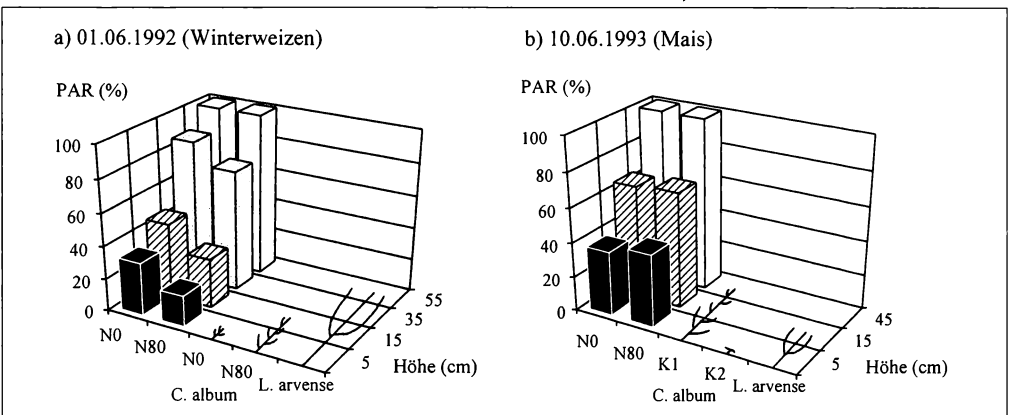 a) 01.06.1992 (Winterweizen)
PAR (%)
100
80
60
40
20
0
N0
N80
N0
N80
C. album
L. arvense
5
15
35
55
Höhe (cm)
b) 10.06.1993 (Mais)
PAR (%)
100
80
60
40
20
0
N0
N80
K1
K2
C. album
L. arvense
5
15
45
Höhe (cm)